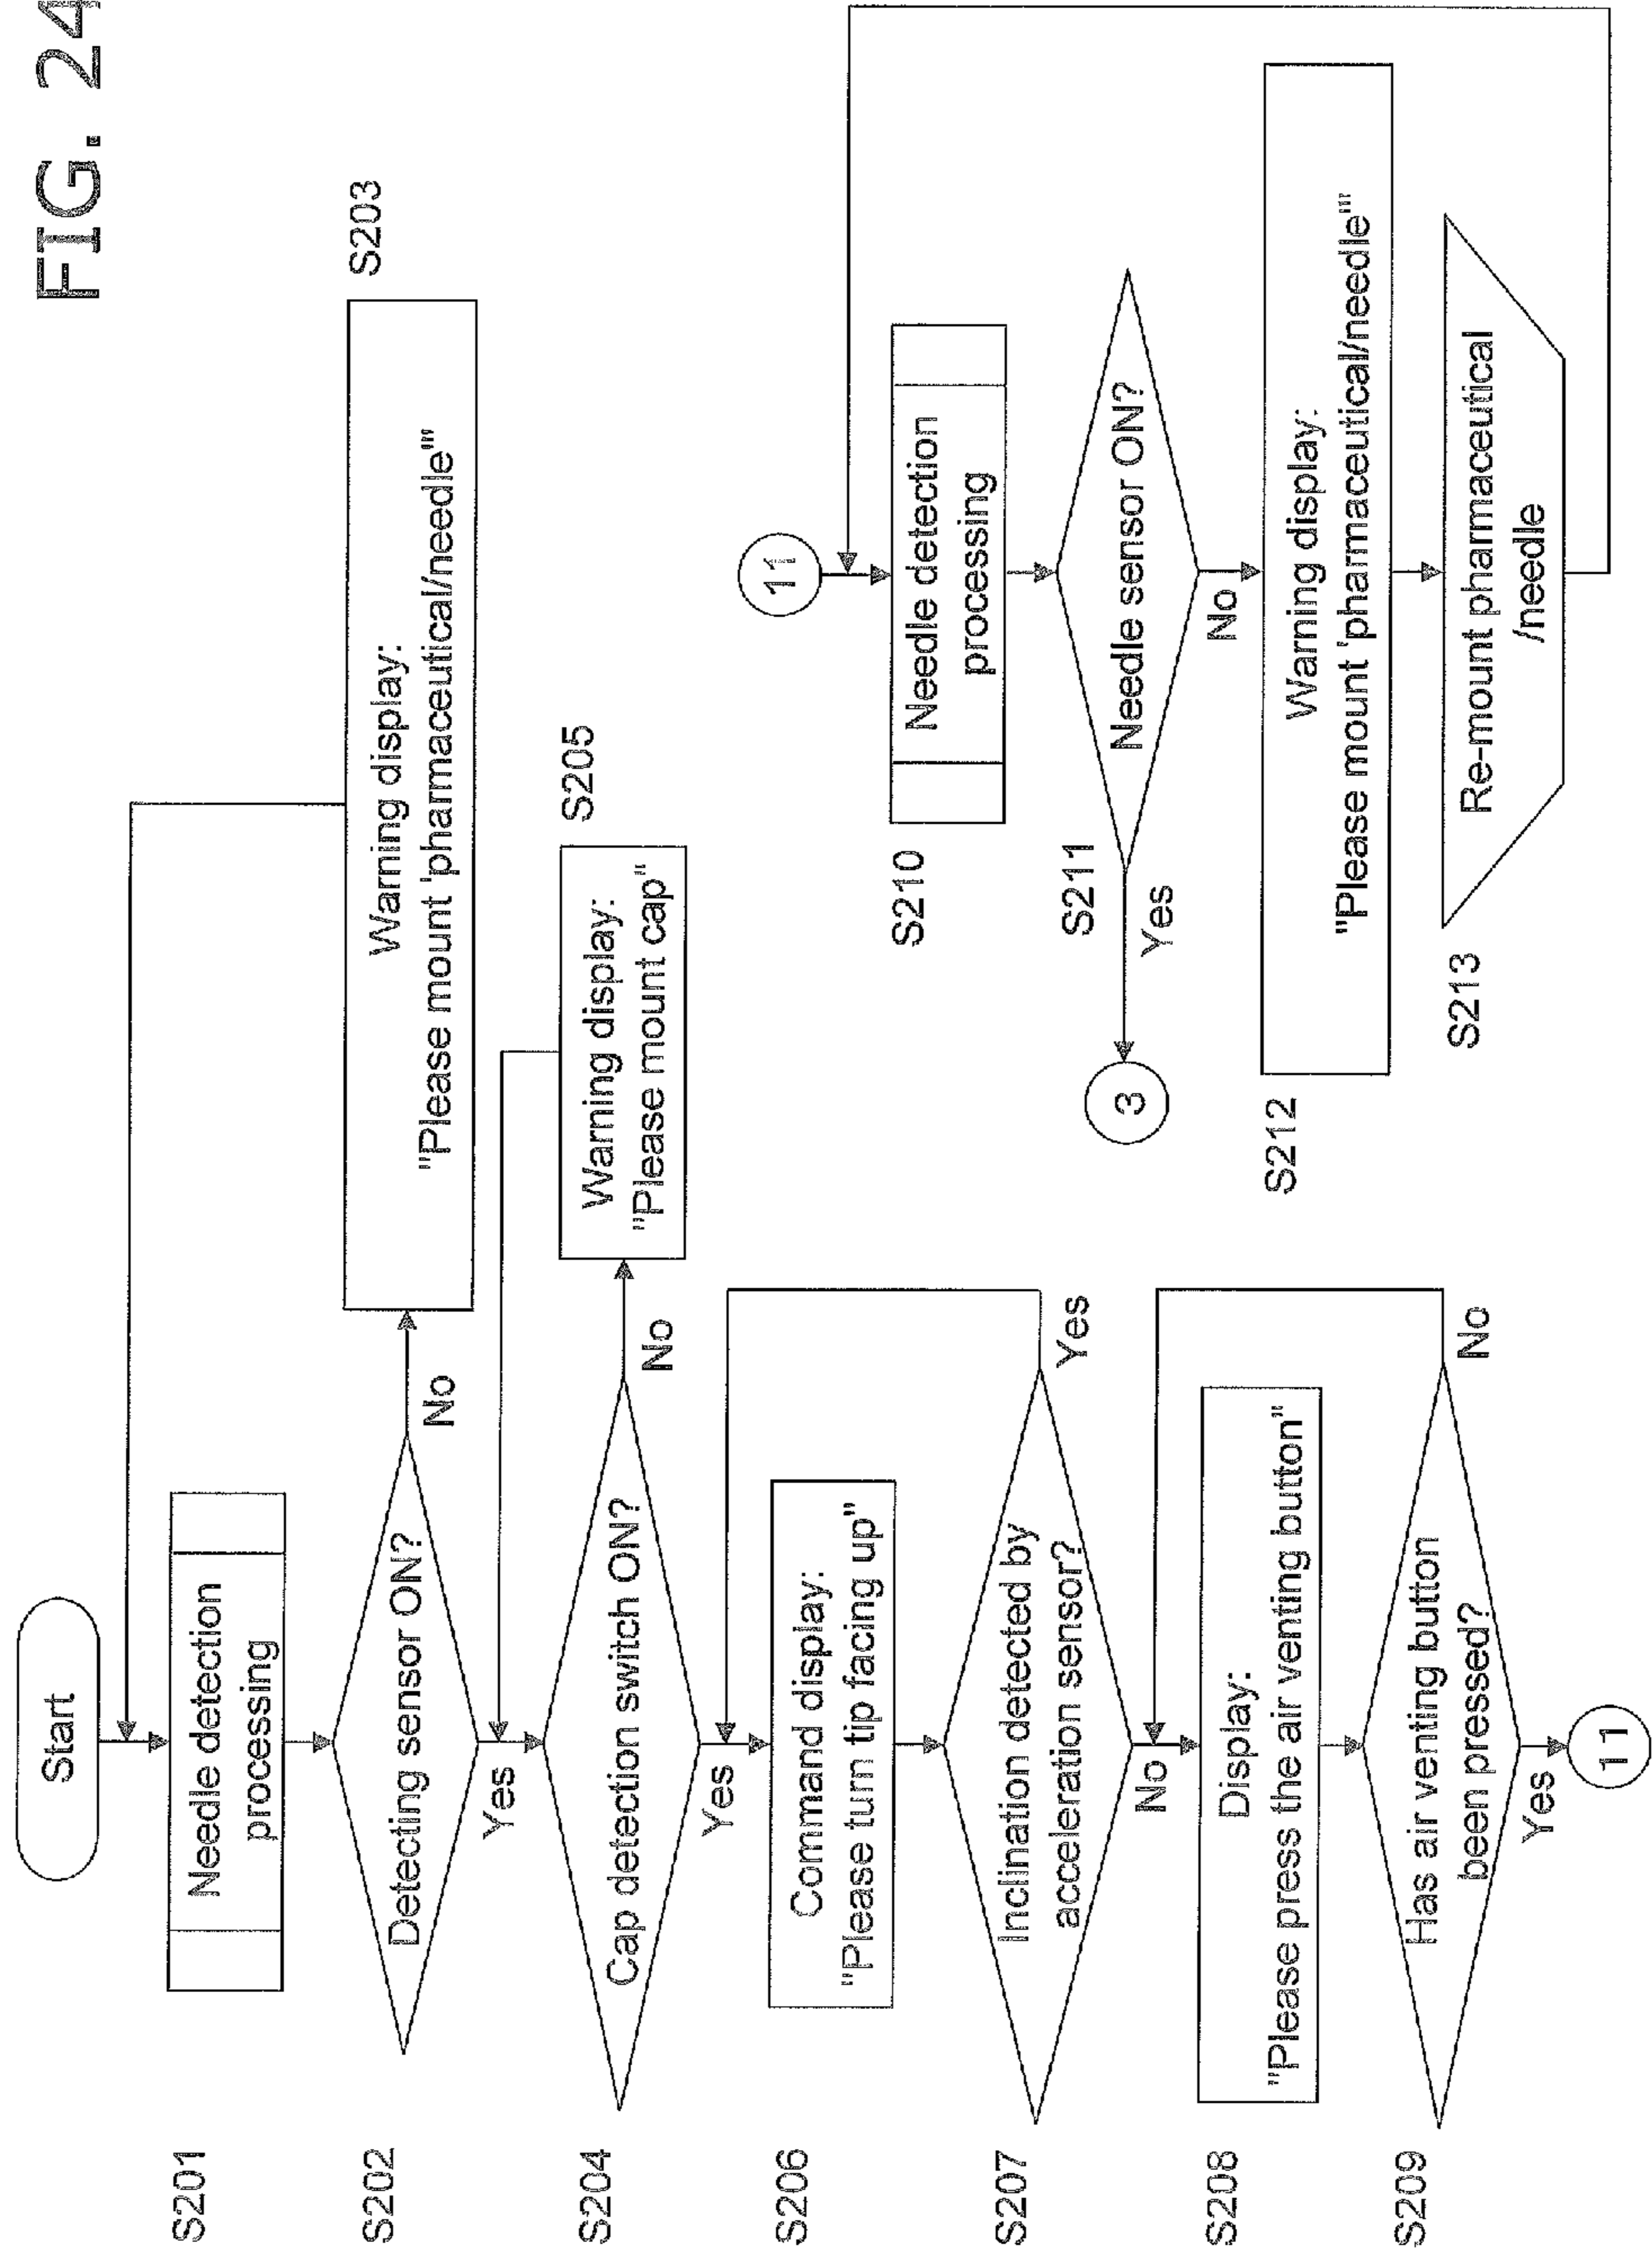 FIG. 24
Start
S201
Needle detection
processing
S202
Detecting sensor ON?
No
Yes
S203
Warning display:
"Please mount 'pharmaceutical/needle'"
S204
Cap detection switch ON?
No
Yes
S205
Warning display:
"Please mount cap"
S206
Command display:
"Please turn tip facing up"
S207
Inclination detected by
acceleration sensor?
Yes
No
S208
Display:
"Please press the air venting button"
S209
Has air venting button
been pressed?
No
Yes
11
11
S210
Needle detection
processing
S211
Needle sensor ON?
Yes
3
No
S212
Warning display:
"Please mount 'pharmaceutical/needle'"
S213
Re-mount pharmaceutical
/needle